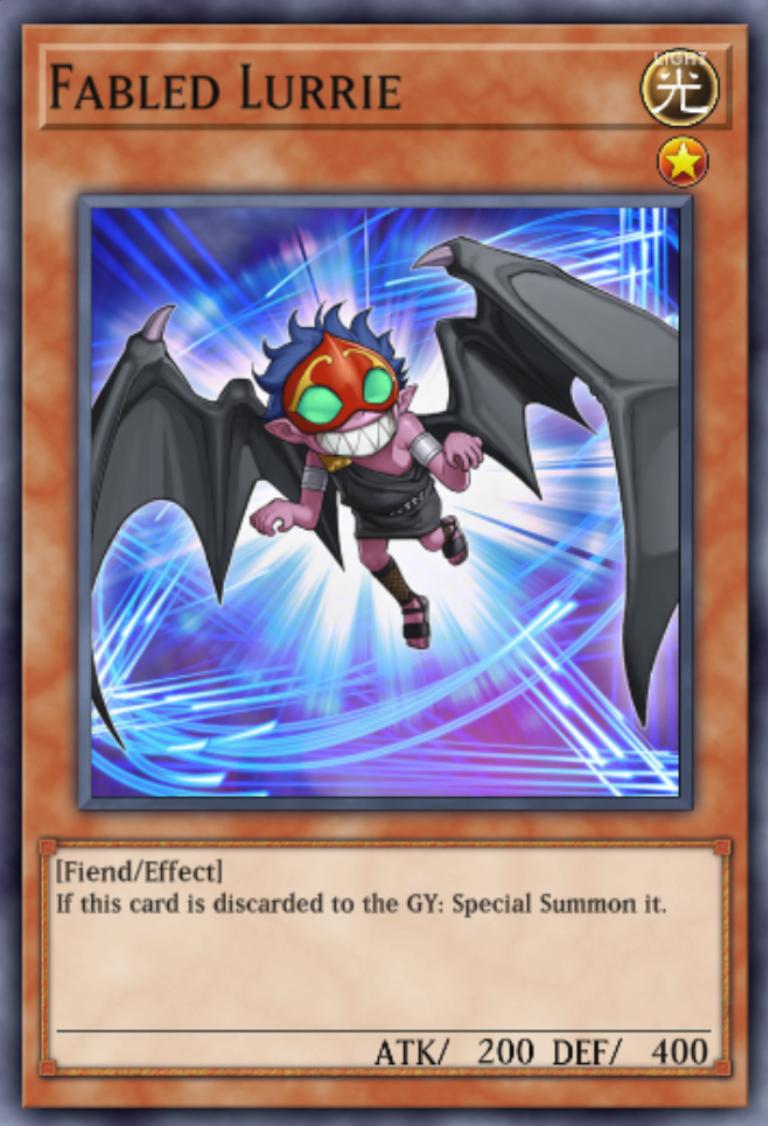 Fabled Lurrie
LIGHT
光
[Fiend/Effect]
If this card is discarded to the GY: Special Summon it.
ATK/ 200 DEF/ 400